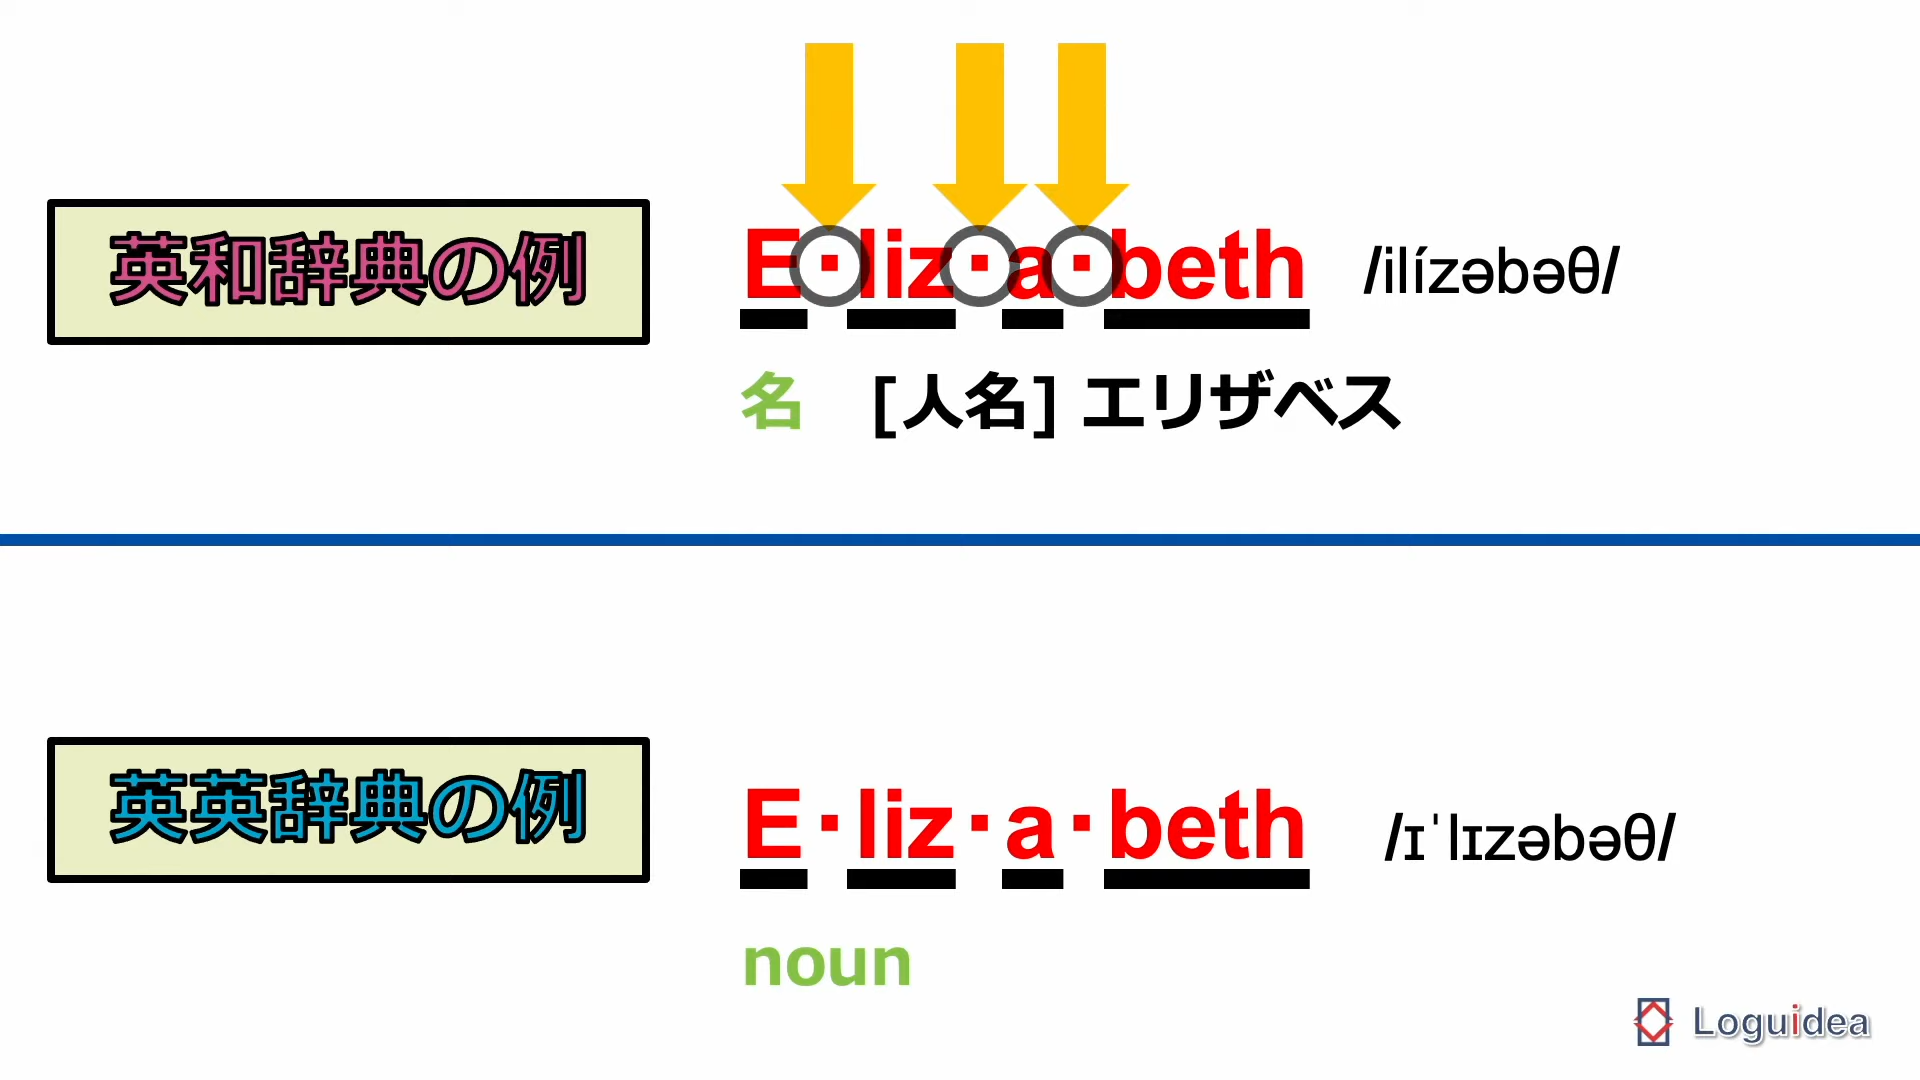 英和辞典の例
E·liz·a·beth /ilízəbəθ/
名 [人名] エリザベス
英英辞典の例
E·liz·a·beth /ɪˈlɪzəbəθ/
noun
Loguidea